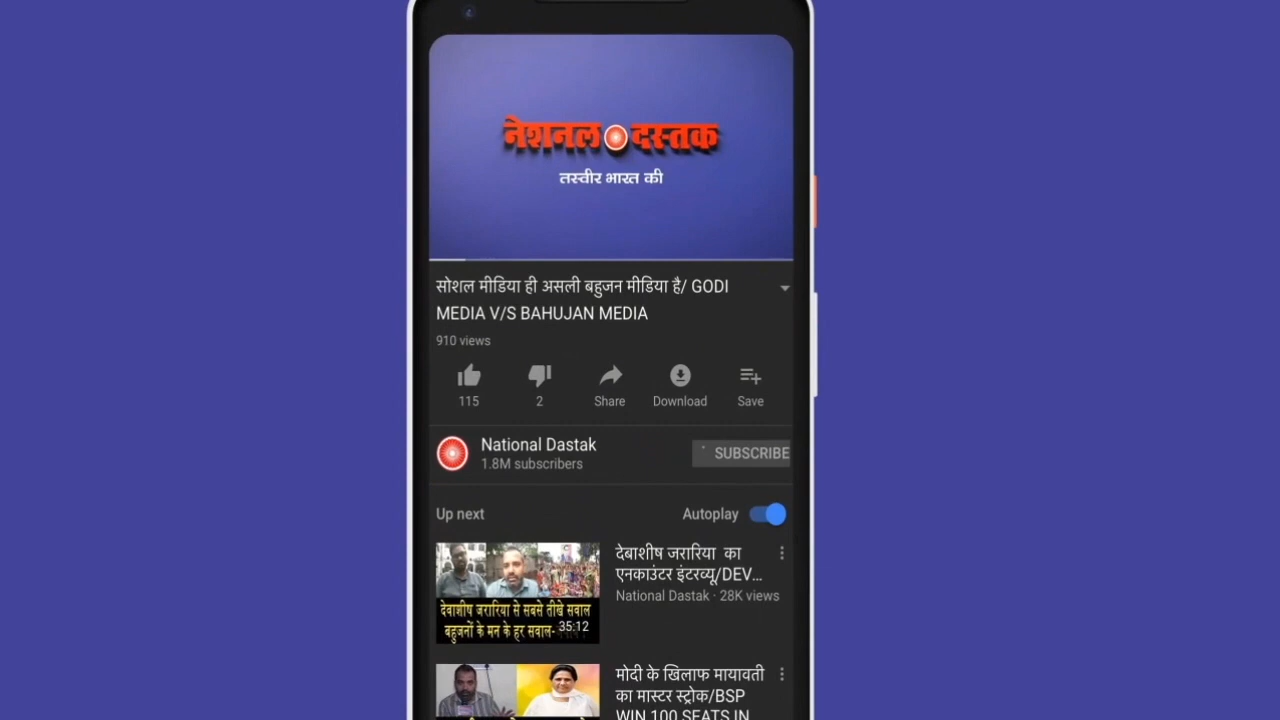 नेशनल दस्तक
तस्वीर भारत की
सोशल मीडिया ही असली बहुजन मीडिया है/ GODI
MEDIA V/S BAHUJAN MEDIA
910 views
115
2
Share
Download
Save
National Dastak
1.8M subscribers
SUBSCRIBE
Up next
Autoplay
देबाशीष जरारिया का
एनकाउंटर इंटरव्यू/DEV...
National Dastak · 28K views
देवाशीष जरारिया से सबसे तीखे सवाल
बहुजनों के मन के हर सवाल-
35:12
मोदी के खिलाफ मायावती
का मास्टर स्ट्रोक/BSP
WIN 100 SEATS IN